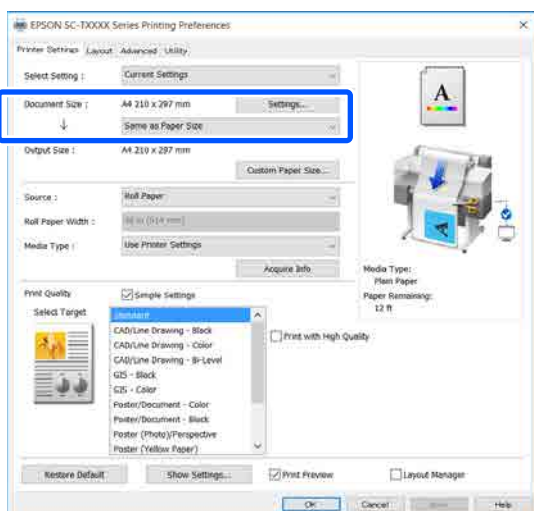 EPSON SC-TXXXX Series Printing Preferences
Printer Settings Layout Advanced Utility
Select Setting : Current Settings
Document Size : A4 210 x 297 mm Settings...
↓ Same as Paper Size
Output Size : A4 210 x 297 mm
Custom Paper Size...
Source : Roll Paper
Roll Paper Width :
Media Type : Use Printer Settings
Acquire Info
A
Media Type:
Plain Paper
Paper Remaining:
12 ft
Print Quality Simple Settings
Select Target
Standard
CAD/Line Drawing - Black
CAD/Line Drawing - Color
CAD/Line Drawing - Bi-Level
GIS - Black
GIS - Color
Poster/Document - Color
Poster/Document - Black
Poster (Photo)/Perspective
Poster (Yellow Paper)
Print with High Quality
Restore Default Show Settings... Print Preview Layout Manager
OK Cancel Help